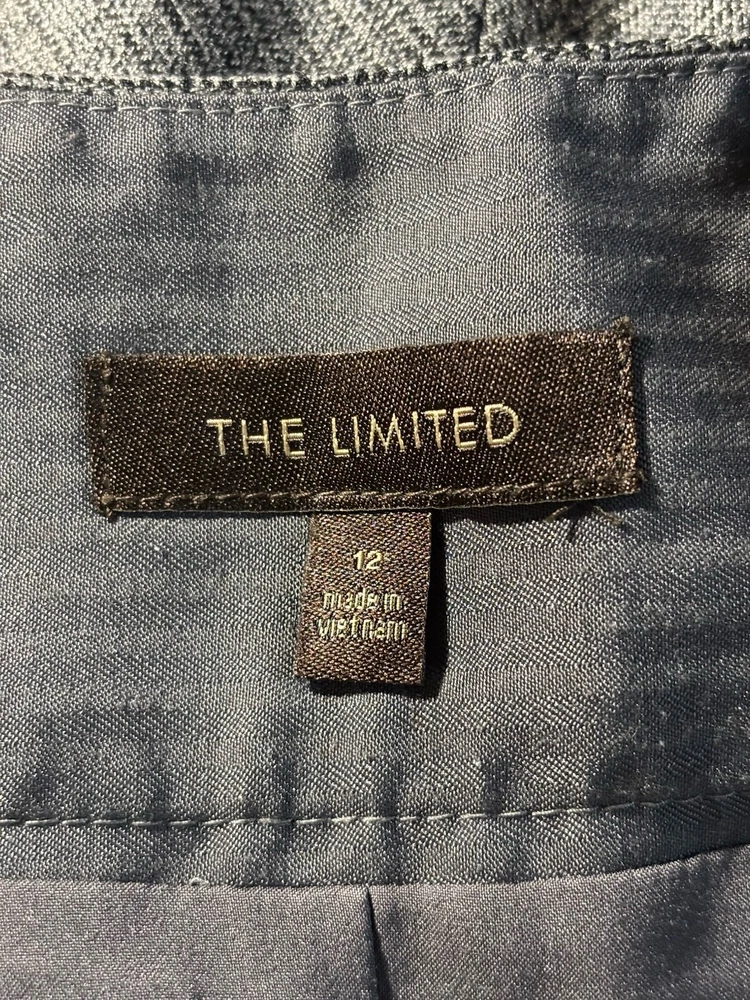 THE LIMITED
12
made in
vietnam